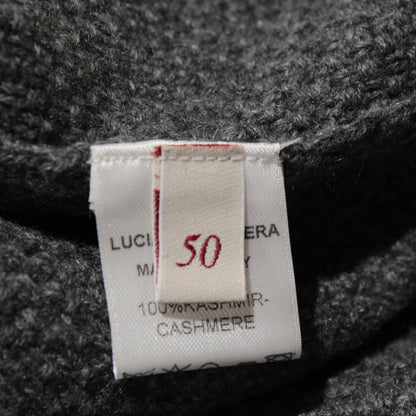 50
LUCI ERA
MA Y
100%KASHMIR-
CASHMERE